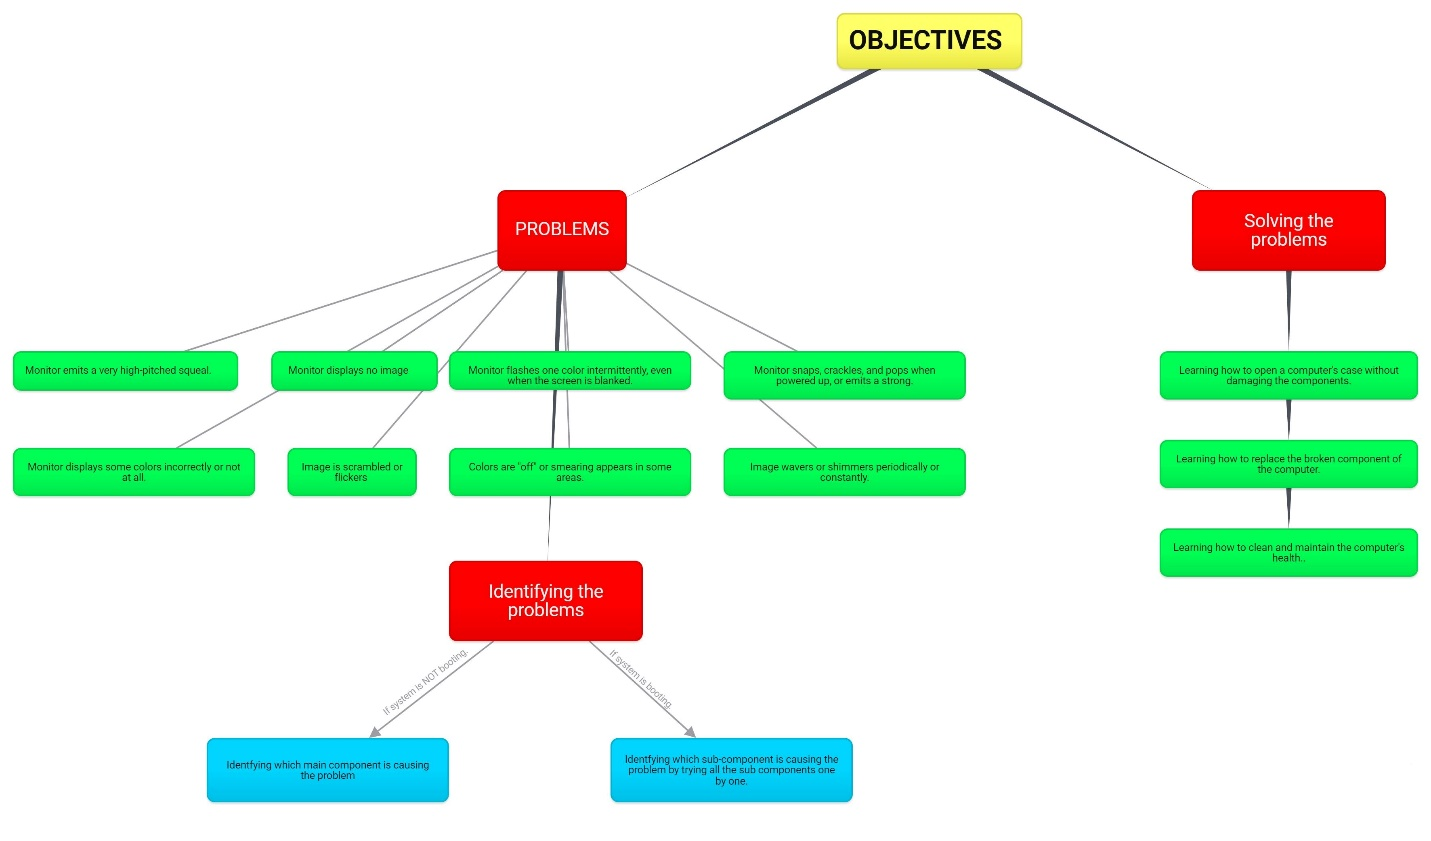 OBJECTIVES
PROBLEMS
Solving the
problems
Monitor emits a very high-pitched squeal.
Monitor displays no image
Monitor flashes one color intermittently, even
when the screen is blanked.
Monitor snaps, crackles, and pops when
powered up, or emits a strong.
Learning how to open a computer's case without
damaging the components.
Monitor displays some colors incorrectly or not
at all.
Image is scrambled or
flickers
Colors are "off" or smearing appears in some
areas.
Image wavers or shimmers periodically or
constantly.
Learning how to replace the broken component of
the computer.
Learning how to clean and maintain the computer's
health..
Identifying the
problems
If system is NOT booting.
If system is booting.
Identfying which main component is causing
the problem
Identfying which sub-component is causing the
problem by trying all the sub components one
by one.